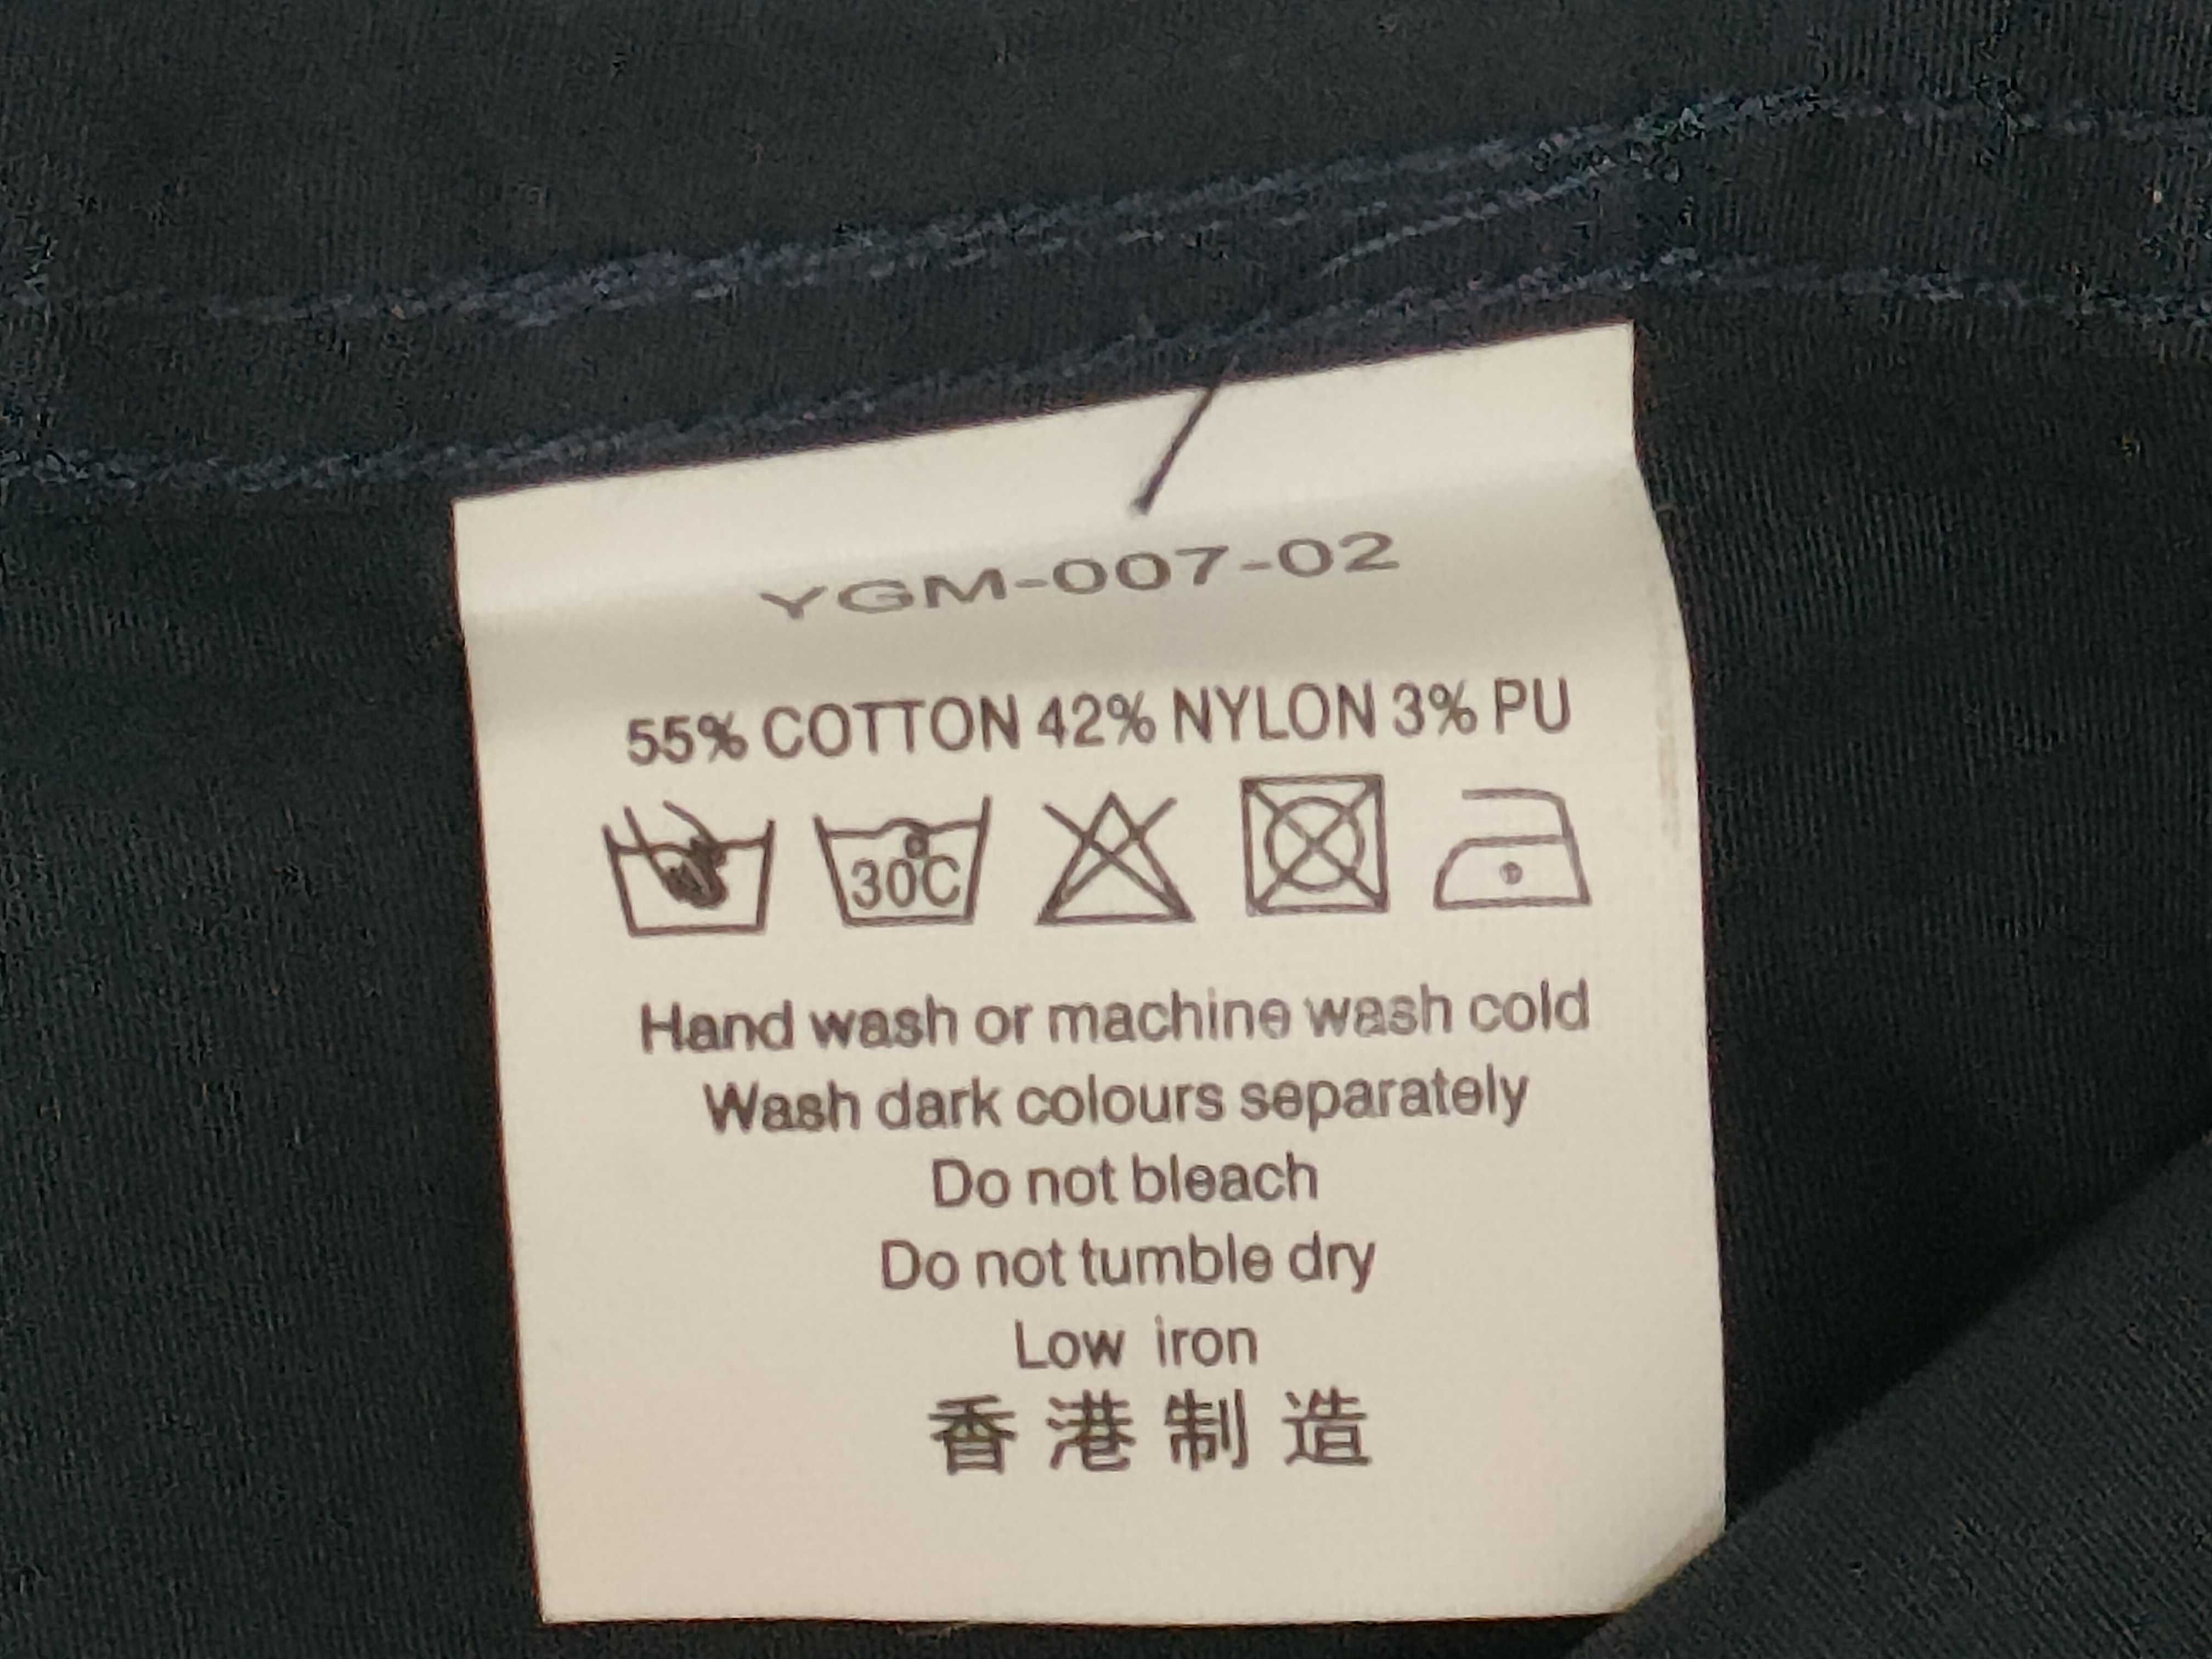 YGM-007-02
55% COTTON 42% NYLON 3% PU
30°C
Hand wash or machine wash cold
Wash dark colours separately
Do not bleach
Do not tumble dry
Low iron
香港制造